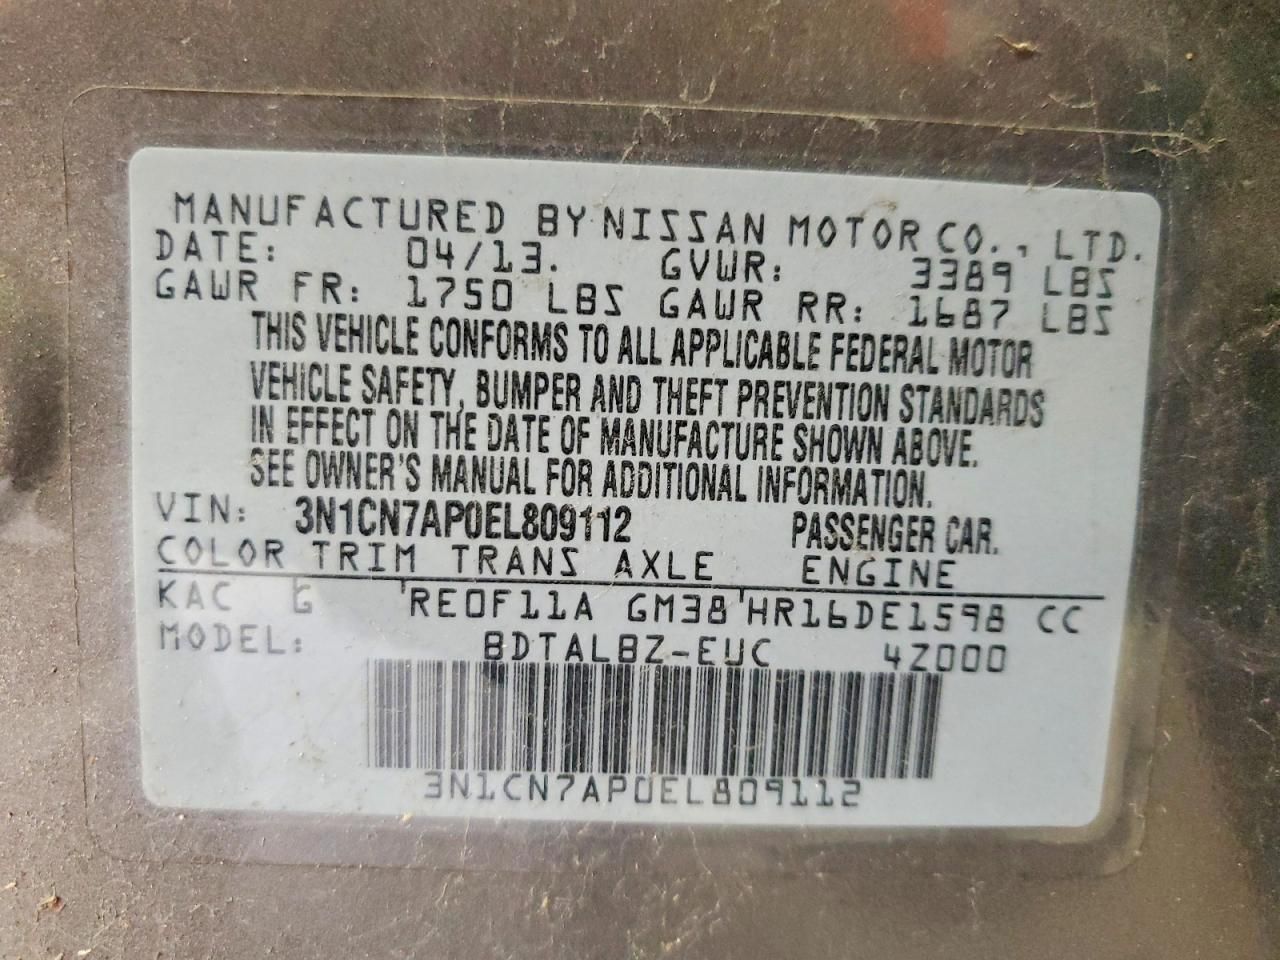 MANUFACTURED BY NISSAN MOTOR CO., LTD.
DATE: 04/13. GVWR: 3389 LBS
GAWR FR: 1750 LBS GAWR RR: 1687 LBS
THIS VEHICLE CONFORMS TO ALL APPLICABLE FEDERAL MOTOR
VEHICLE SAFETY, BUMPER AND THEFT PREVENTION STANDARDS
IN EFFECT ON THE DATE OF MANUFACTURE SHOWN ABOVE.
SEE OWNER'S MANUAL FOR ADDITIONAL INFORMATION.
VIN: 3N1CN7AP0EL809112 PASSENGER CAR.
COLOR TRIM TRANS AXLE ENGINE
KAC G RE0F11A GM38 HR16DE1598 CC
MODEL: BDTALBZ-EUC 4Z000
3N1CN7AP0EL809112